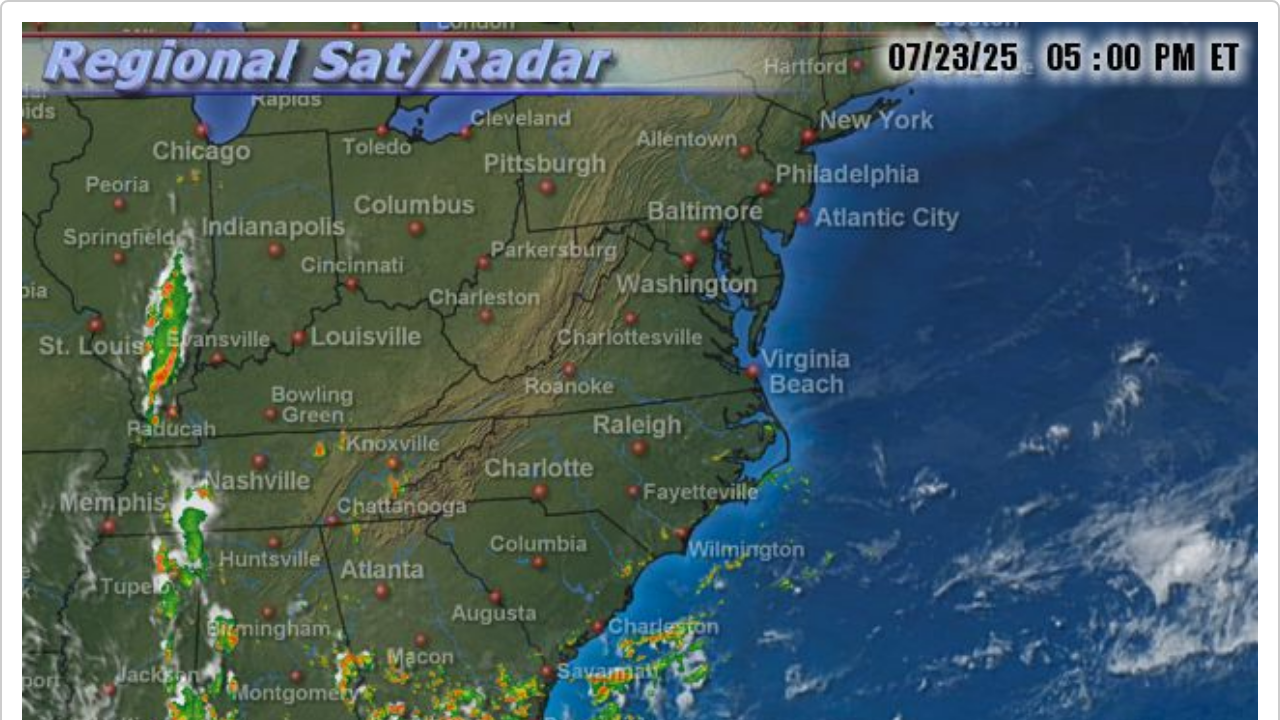 London
Boston
Regional Sat/Radar
07/23/25 05 :00 PM ET
Hartford
Rapids
Cleveland
New York
Toledo
Allentown
Chicago
Pittsburgh
Philadelphia
Peoria
Columbus
Baltimore
Atlantic City
Springfield
Indianapolis
Parkersburg
Cincinnati
Washington
Charleston
St. Louis
Evansville
Louisville
Charlottesville
Virginia
Beach
Roanoke
Bowling
Green
Paducah
Raleigh
Knoxville
Nashville
Charlotte
Memphis
Chattanooga
Fayetteville
Huntsville
Columbia
Wilmington
Atlanta
Tupelo
Augusta
Birmingham
Charleston
Macon
Jackson
Savannah
Montgomery